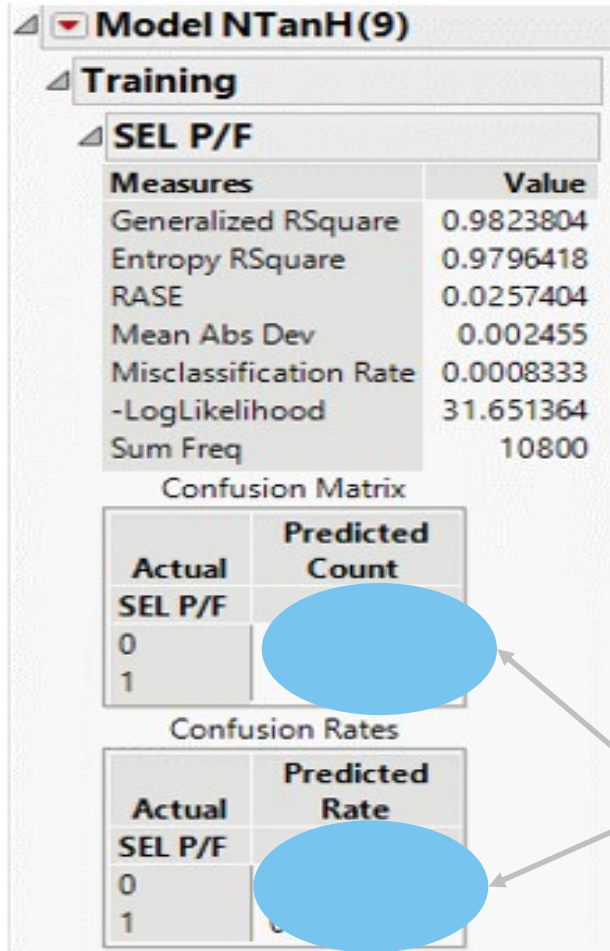 Model NTanH(9)
Training
SEL P/F
Measures Value
Generalized RSquare 0.9823804
Entropy RSquare 0.9796418
RASE 0.0257404
Mean Abs Dev 0.002455
Misclassification Rate 0.0008333
-LogLikelihood 31.651364
Sum Freq 10800
Confusion Matrix
Predicted
Actual Count
SEL P/F
0
1
Confusion Rates
Predicted
Actual Rate
SEL P/F
0
1